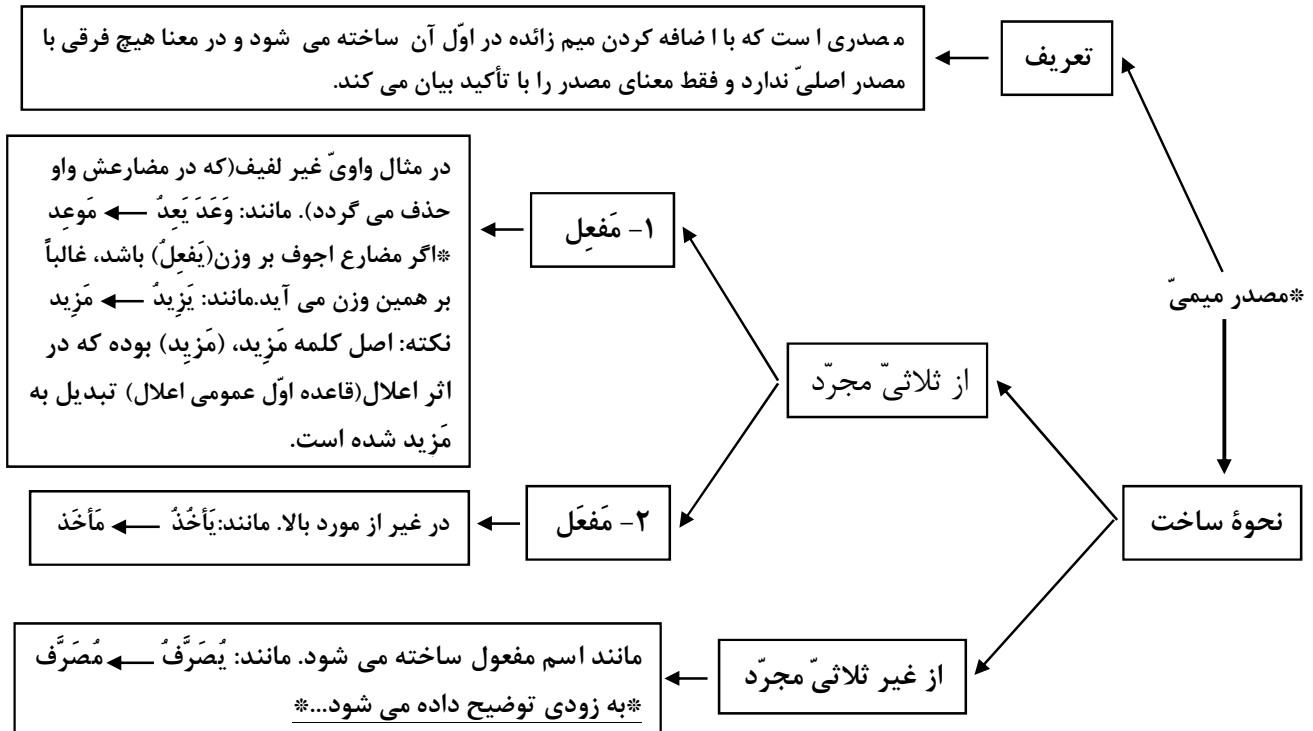 *مصدر میمیّ
تعریف
مصدری است که با اضافه کردن میم زائده در اوّل آن ساخته می شود و در معنا هیچ فرقی با
مصدر اصلیّ ندارد و فقط معنای مصدر را با تأکید بیان می کند.
نحوۀ ساخت
از ثلاثیّ مجرّد
۱- مَفعِل
در مثال واویّ غیر لفیف(که در مضارعش واو
حذف می گردد). مانند: وَعَدَ یَعِدُ ← مَوعِد
*اگر مضارع اجوف بر وزن(یَفعِلُ) باشد، غالباً
بر همین وزن می آید.مانند: یَزِیدُ ← مَزِید
نکته: اصل کلمه مَزِید، (مَزیِد) بوده که در
اثر اعلال(قاعده اوّل عمومی اعلال) تبدیل به
مَزِید شده است.
۲- مَفعَل
در غیر از مورد بالا. مانند:یَأخُذُ ← مَأخَذ
از غیر ثلاثیّ مجرّد
مانند اسم مفعول ساخته می شود. مانند: یُصَرَّفُ ← مُصَرَّف
*به زودی توضیح داده می شود...*